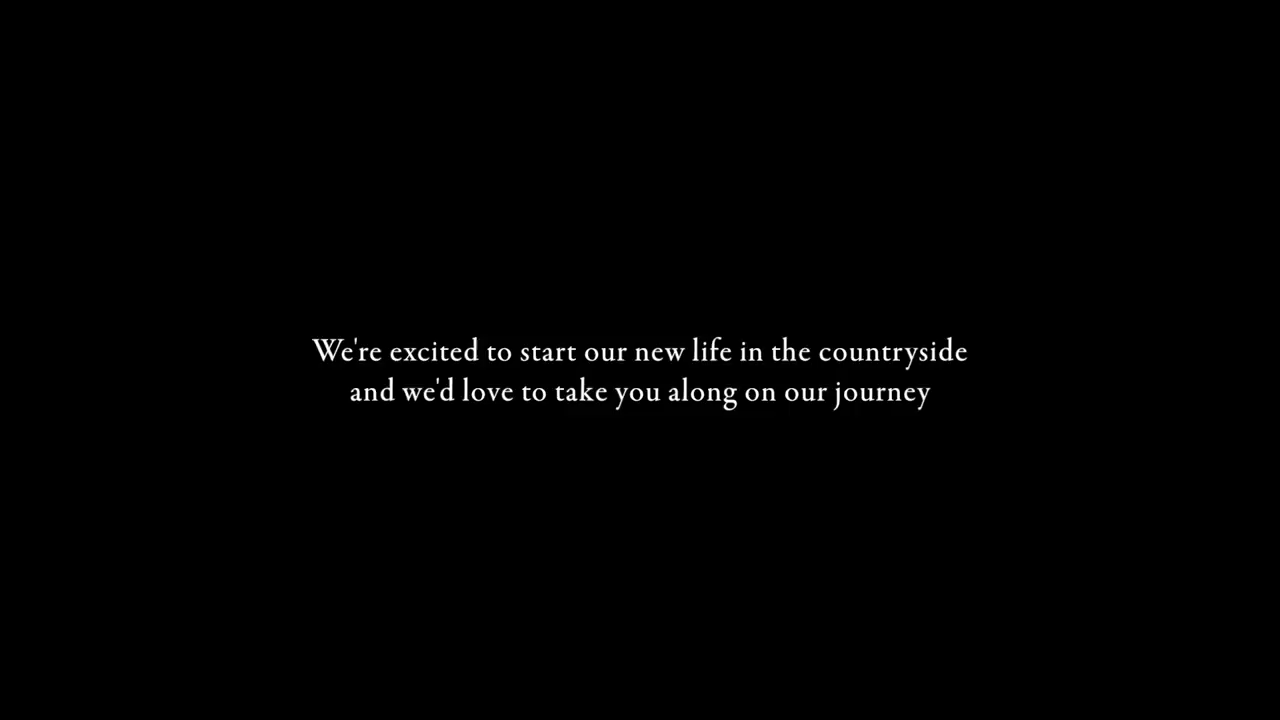 We're excited to start our new life in the countryside
and we'd love to take you along on our journey